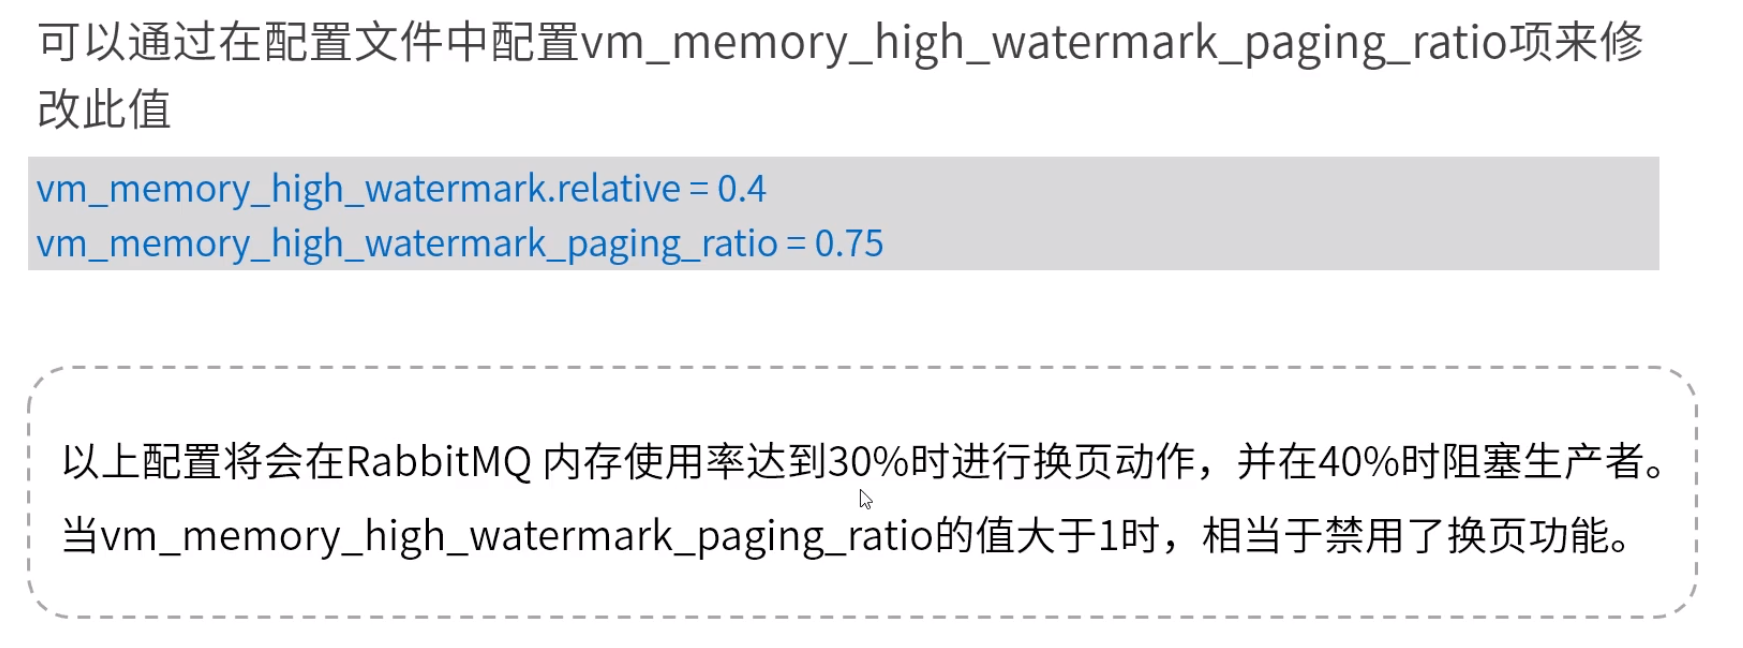 可以通过在配置文件中配置vm_memory_high_watermark_paging_ratio项来修
改此值
vm_memory_high_watermark.relative = 0.4
vm_memory_high_watermark_paging_ratio = 0.75
以上配置将会在RabbitMQ 内存使用率达到30%时进行换页动作，并在40%时阻塞生产者。
当vm_memory_high_watermark_paging_ratio的值大于1时，相当于禁用了换页功能。